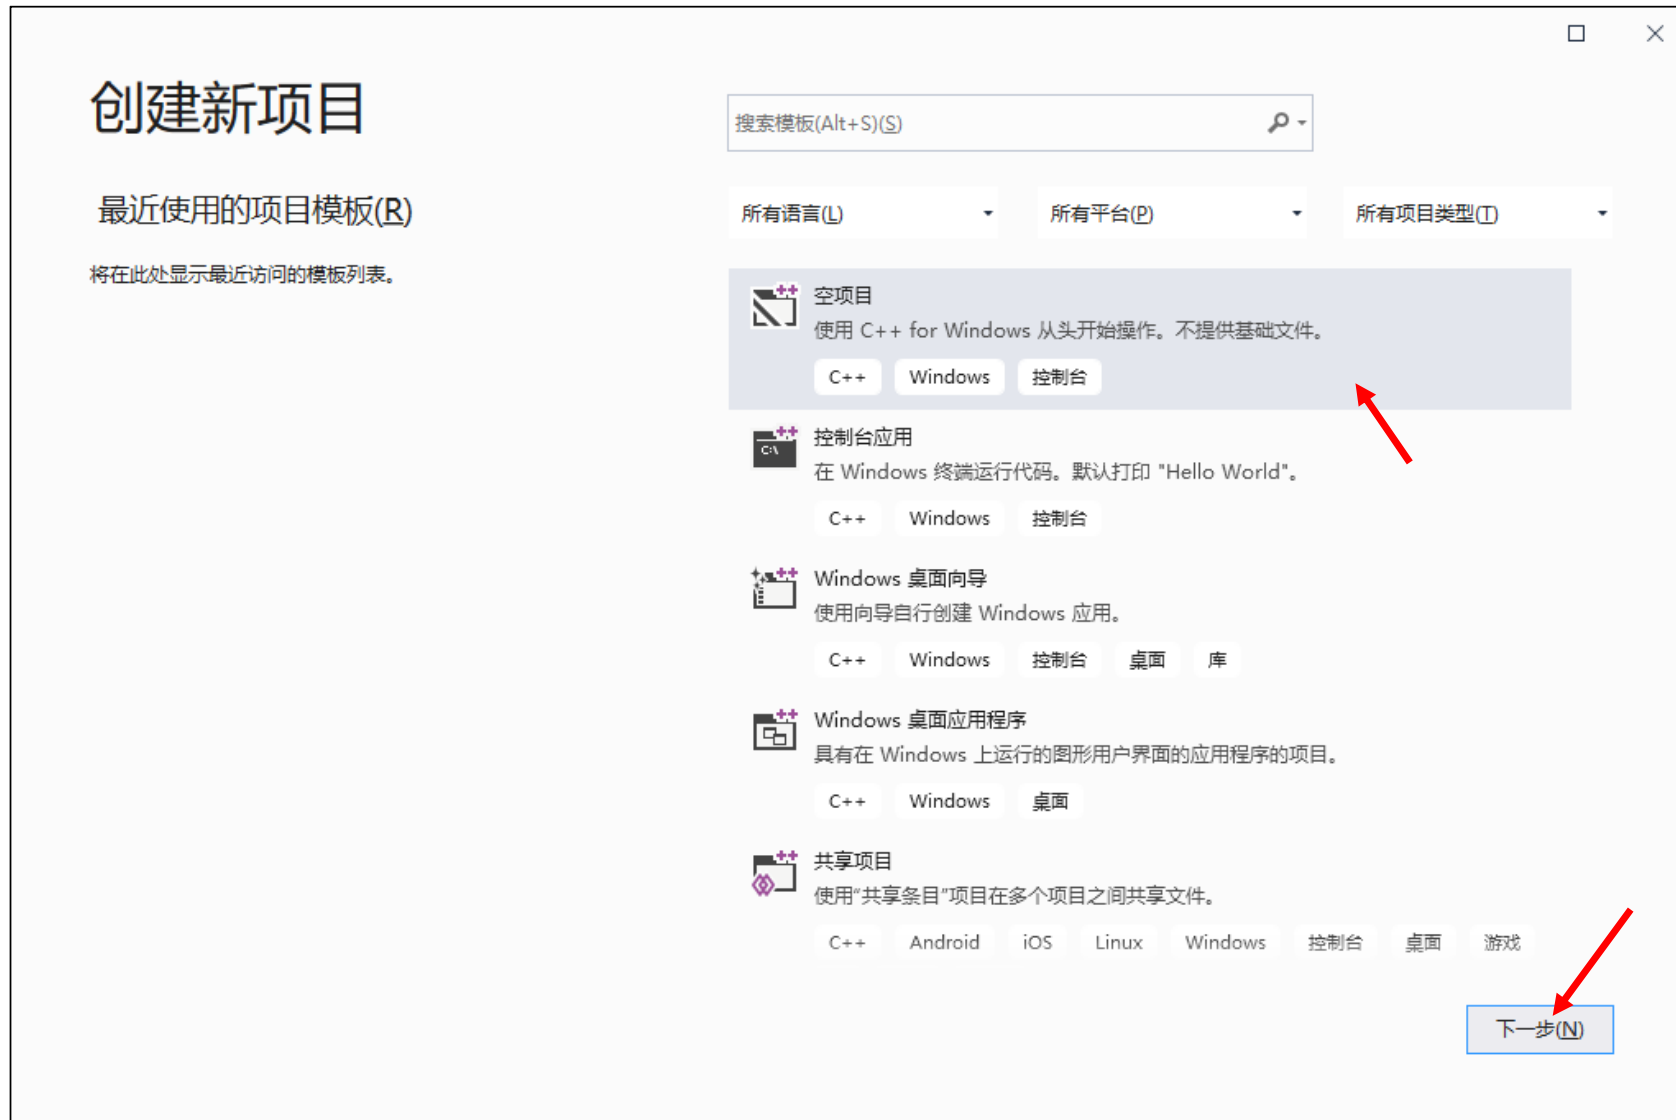 创建新项目
搜索模板(Alt+S)(S)
最近使用的项目模板(R)
所有语言(L) 所有平台(P) 所有项目类型(T)
将在此处显示最近访问的模板列表。
空项目
使用 C++ for Windows 从头开始操作。不提供基础文件。
C++ Windows 控制台
控制台应用
C:\
在 Windows 终端运行代码。默认打印 "Hello World"。
C++ Windows 控制台
Windows 桌面向导
使用向导自行创建 Windows 应用。
C++ Windows 控制台 桌面 库
Windows 桌面应用程序
具有在 Windows 上运行的图形用户界面的应用程序的项目。
C++ Windows 桌面
共享项目
使用“共享条目”项目在多个项目之间共享文件。
C++ Android iOS Linux Windows 控制台 桌面 游戏
下一步(N)